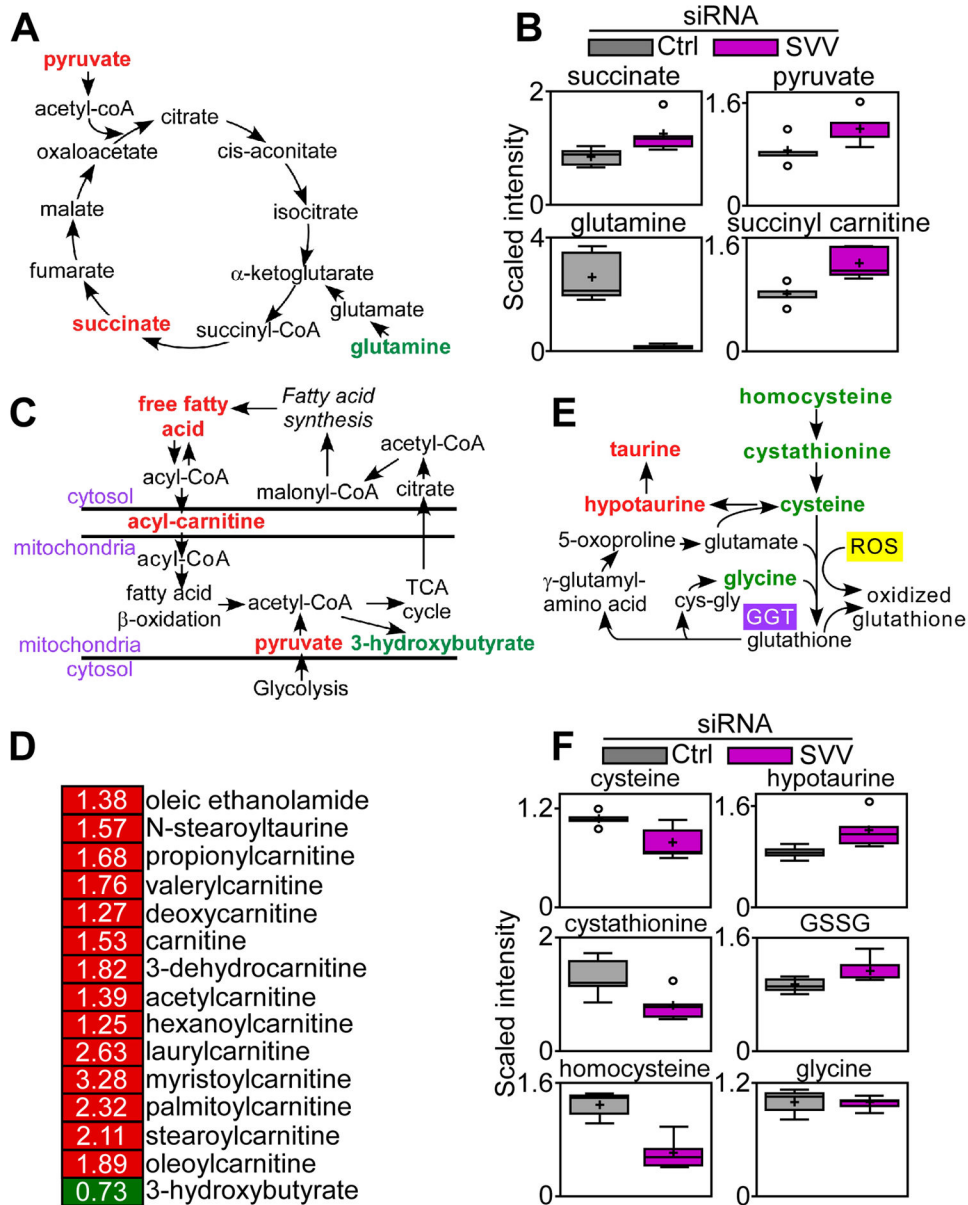 A
pyruvate
acetyl-coA
citrate
oxaloacetate
cis-aconitate
malate
isocitrate
fumarate
α-ketoglutarate
glutamate
succinate
succinyl-CoA
glutamine
B
siRNA
Ctrl SVV
succinate pyruvate
2
0
1.6
0
Scaled intensity
glutamine succinyl carnitine
4
0
1.6
0
C
free fatty
acid
Fatty acid
synthesis
acetyl-CoA
acyl-CoA
malonyl-CoA
citrate
cytosol
acyl-carnitine
mitochondria
acyl-CoA
fatty acid
β-oxidation
acetyl-CoA
TCA
cycle
mitochondria
pyruvate 3-hydroxybutyrate
cytosol
Glycolysis
E
homocysteine
taurine
cystathionine
hypotaurine
cysteine
5-oxoproline
glutamate
ROS
γ-glutamyl-
amino acid
glycine
cys-gly
oxidized
glutathione
GGT
glutathione
D
1.38 oleic ethanolamide
1.57 N-stearoyltaurine
1.68 propionylcarnitine
1.76 valerylcarnitine
1.27 deoxycarnitine
1.53 carnitine
1.82 3-dehydrocarnitine
1.39 acetylcarnitine
1.25 hexanoylcarnitine
2.63 laurylcarnitine
3.28 myristoylcarnitine
2.32 palmitoylcarnitine
2.11 stearoylcarnitine
1.89 oleoylcarnitine
0.73 3-hydroxybutyrate
F
siRNA
Ctrl SVV
cysteine hypotaurine
1.2
0
1.6
0
Scaled intensity
cystathionine GSSG
2
0
1.6
0
homocysteine glycine
1.6
0
1.2
0